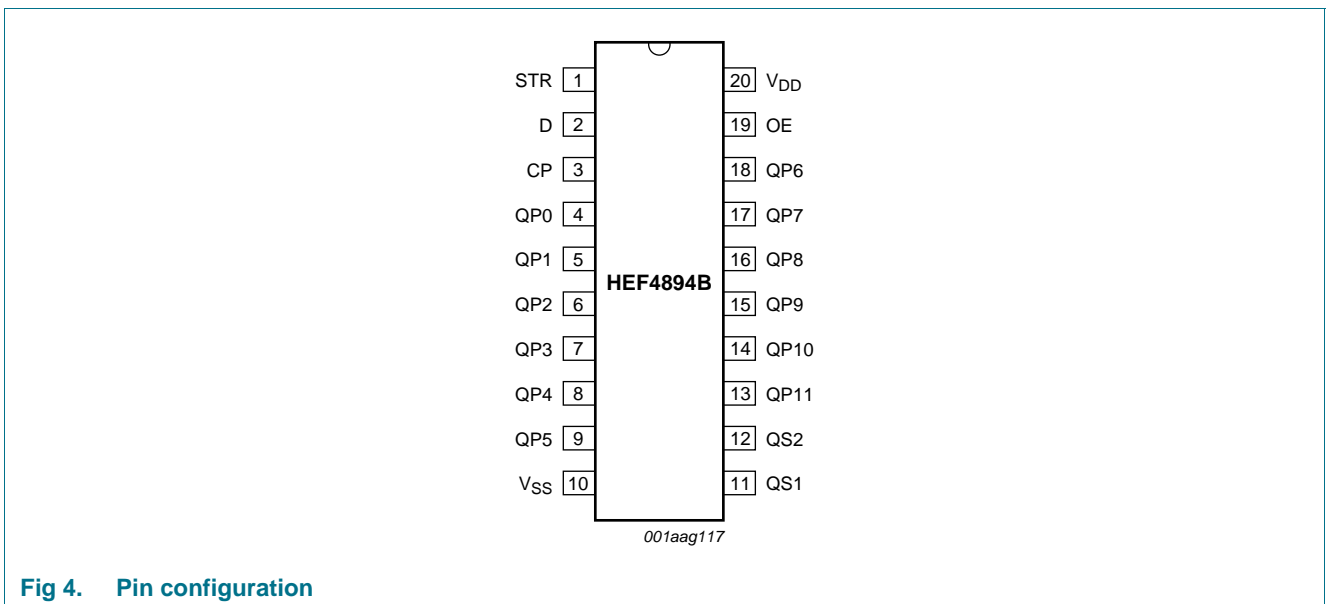 STR 1 20 VDD
D 2 19 OE
CP 3 18 QP6
QP0 4 17 QP7
QP1 5 16 QP8
HEF4894B
QP2 6 15 QP9
QP3 7 14 QP10
QP4 8 13 QP11
QP5 9 12 QS2
VSS 10 11 QS1
001aag117
Fig 4. Pin configuration